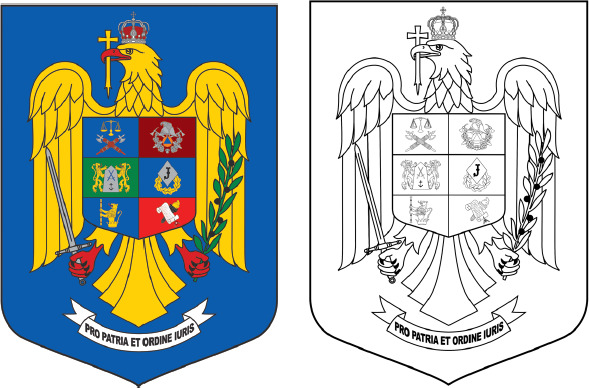 PRO PATRIA ET ORDINE IURIS
J
PRO PATRIA ET ORDINE IURIS
J